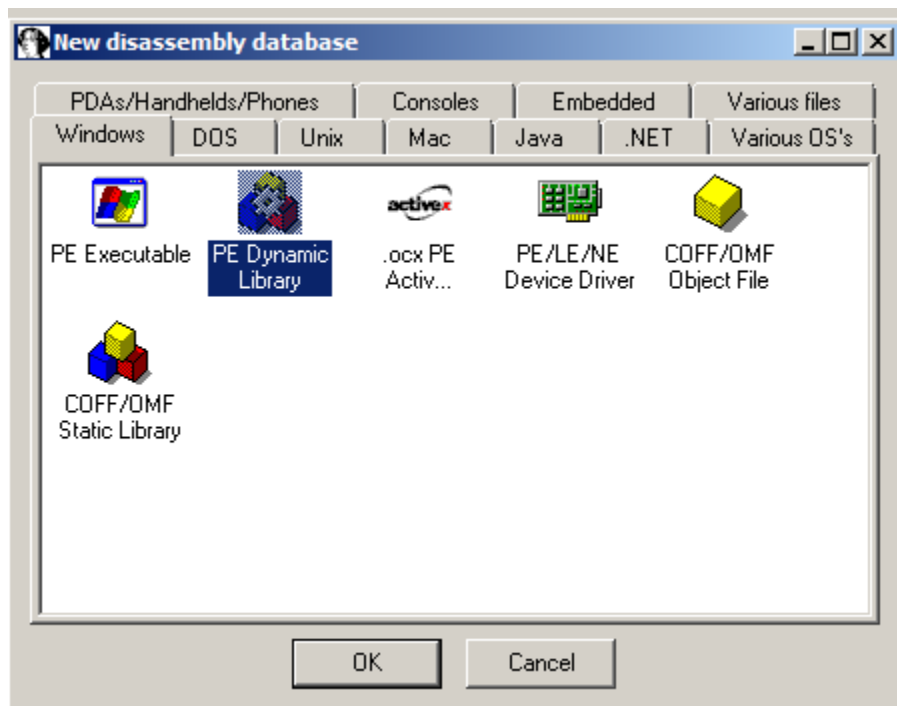 New disassembly database
PDAs/Handhelds/Phones Consoles Embedded Various files
Windows DOS Unix Mac Java .NET Various OS's
activex
PE Executable PE Dynamic .ocx PE PE/LE/NE COFF/OMF
Library Activ... Device Driver Object File
COFF/OMF
Static Library
OK Cancel